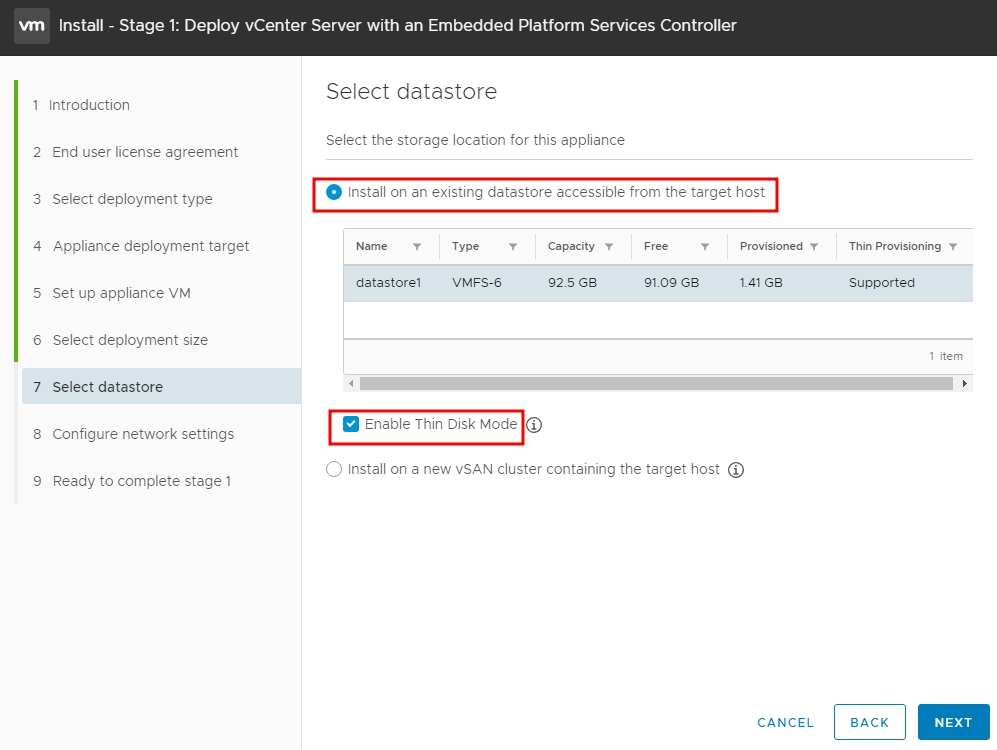 vm Install - Stage 1: Deploy vCenter Server with an Embedded Platform Services Controller
1 Introduction
2 End user license agreement
3 Select deployment type
4 Appliance deployment target
5 Set up appliance VM
6 Select deployment size
7 Select datastore
8 Configure network settings
9 Ready to complete stage 1
Select datastore
Select the storage location for this appliance
Install on an existing datastore accessible from the target host
Name Type Capacity Free Provisioned Thin Provisioning
datastore1 VMFS-6 92.5 GB 91.09 GB 1.41 GB Supported
1 item
Enable Thin Disk Mode
Install on a new vSAN cluster containing the target host
CANCEL BACK NEXT